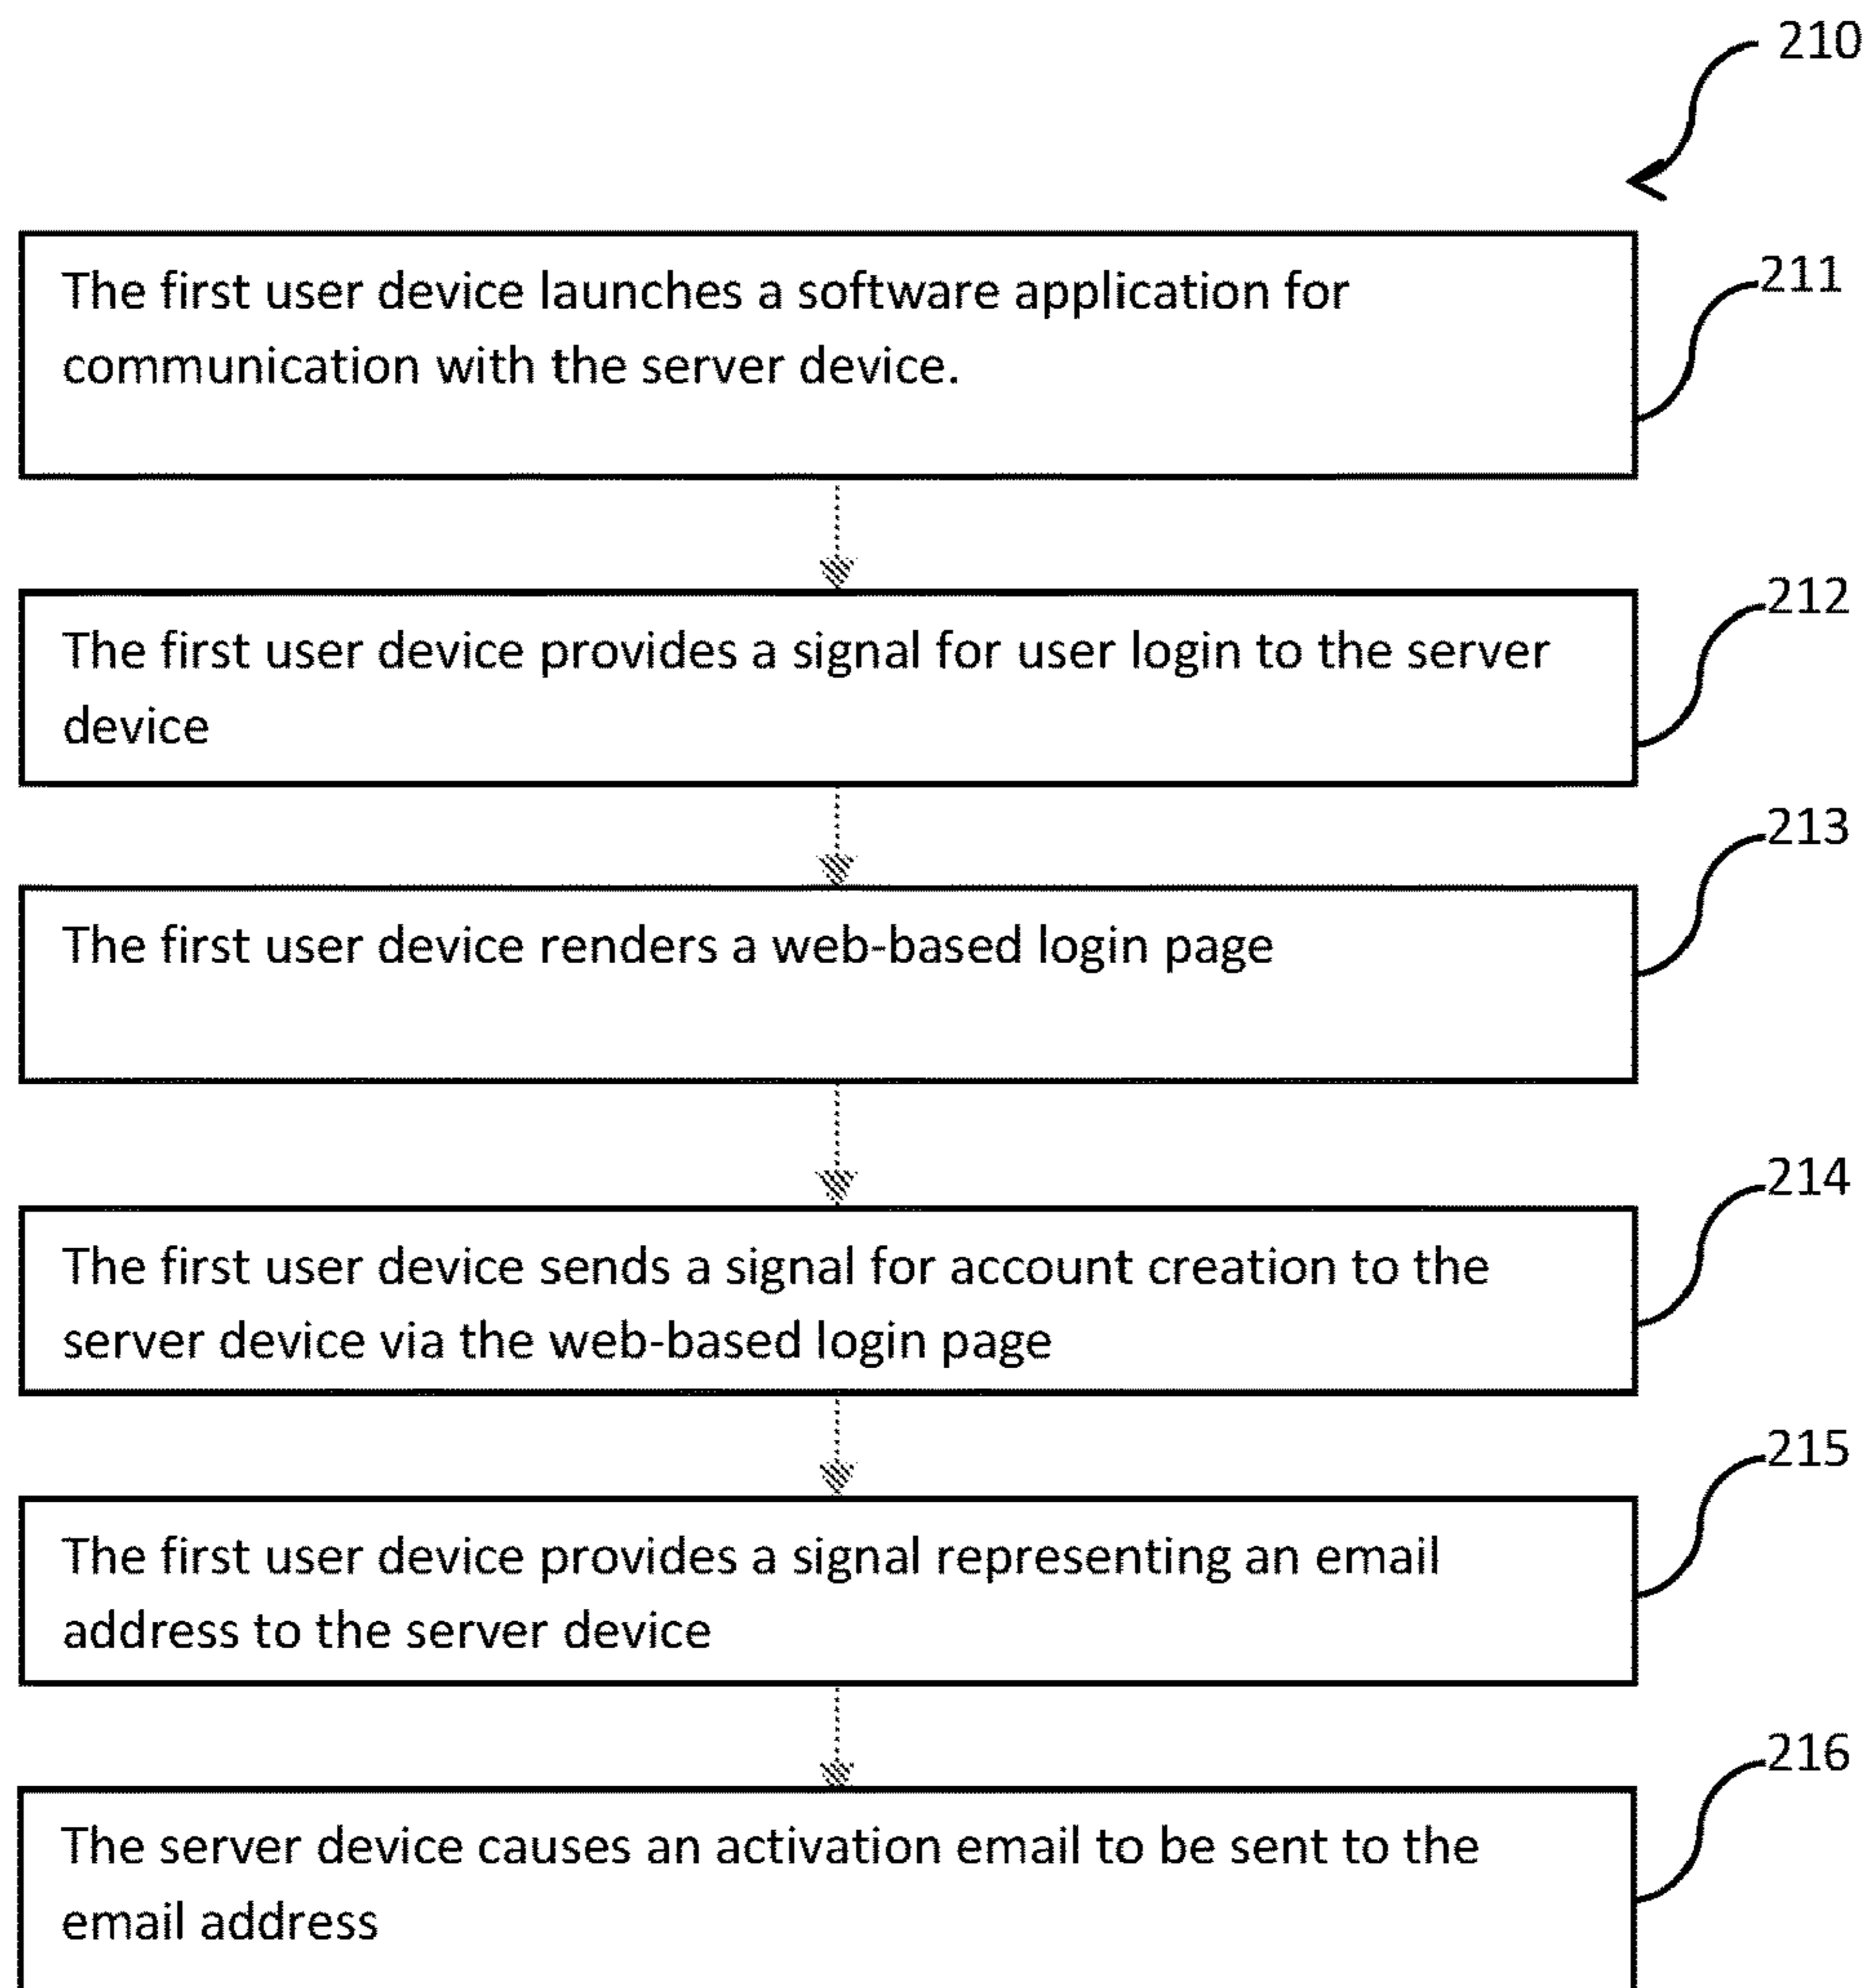 210
The first user device launches a software application for
communication with the server device.
211
The first user device provides a signal for user login to the server
device
212
The first user device renders a web-based login page
213
The first user device sends a signal for account creation to the
server device via the web-based login page
214
The first user device provides a signal representing an email
address to the server device
215
The server device causes an activation email to be sent to the
email address
216